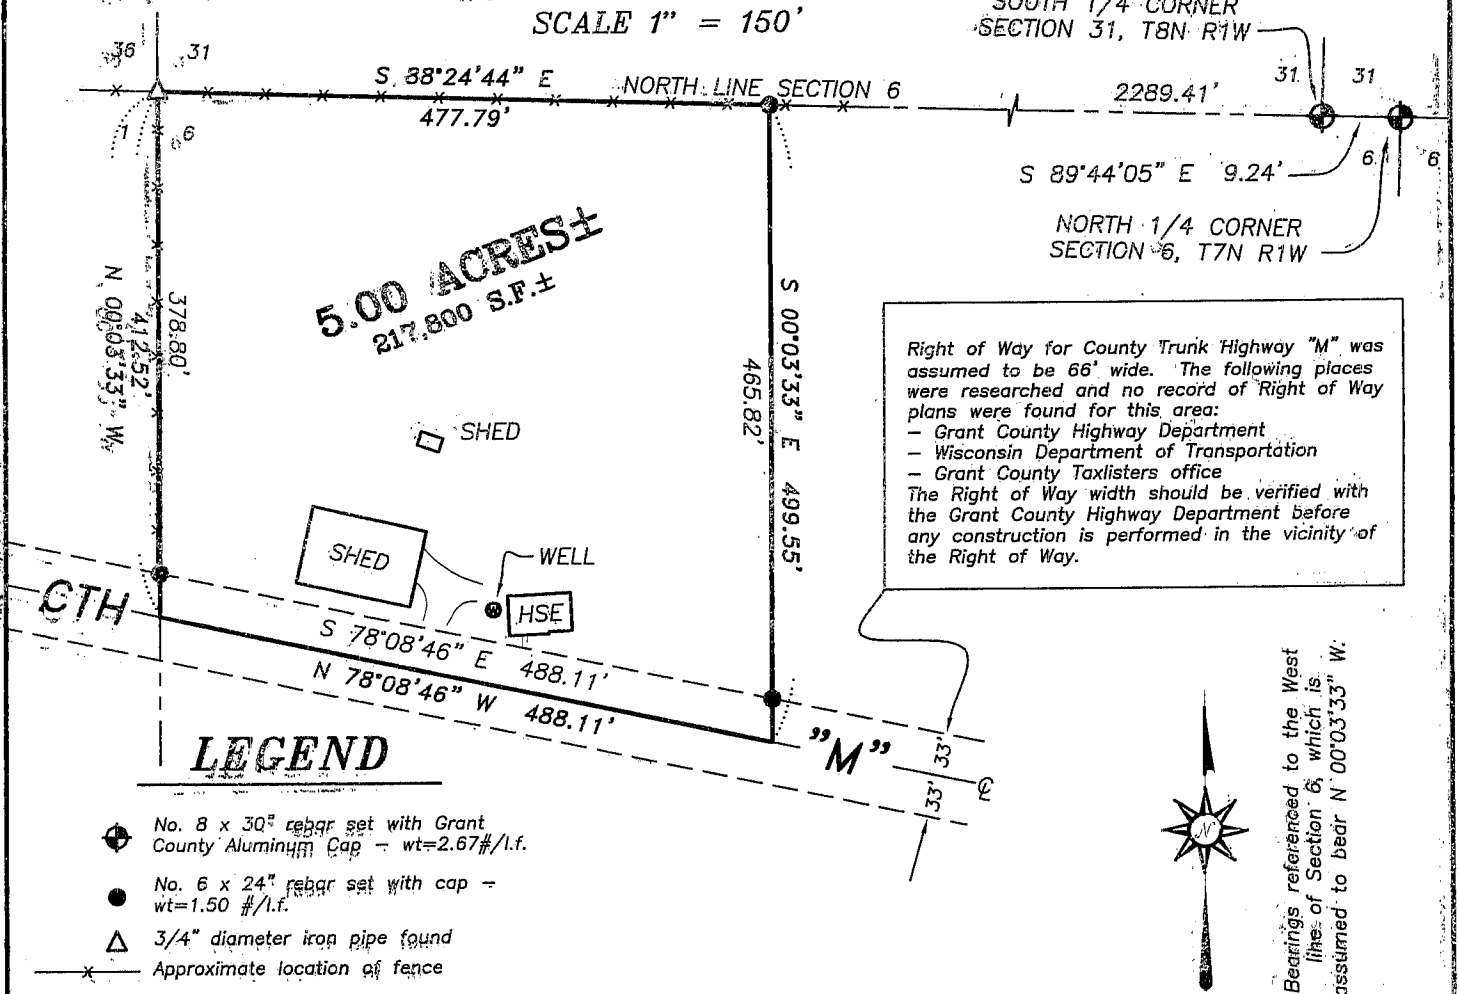 SCALE 1" = 150'
SOUTH 1/4 CORNER
SECTION 31, T8N R1W
36
31
S 88°24'44" E
477.79'
NORTH LINE SECTION 6
2289.41'
31
31
1
6
6
6
S 89°44'05" E 9.24'
NORTH 1/4 CORNER
SECTION 6, T7N R1W
5.00 ACRES±
217,800 S.F.±
378.80'
412.52'
N 00°03'33" W
S 00°03'33" E 499.55'
465.82'
SHED
SHED
WELL
W
HSE
CTH
S 78°08'46" E 488.11'
N 78°08'46" W 488.11'
"M"
33'
33'
℄
Right of Way for County Trunk Highway "M" was
assumed to be 66' wide. The following places
were researched and no record of Right of Way
plans were found for this area:
– Grant County Highway Department
– Wisconsin Department of Transportation
– Grant County Taxlisters office
The Right of Way width should be verified with
the Grant County Highway Department before
any construction is performed in the vicinity of
the Right of Way.
LEGEND
No. 8 x 30" rebar set with Grant
County Aluminum Cap – wt=2.67#/l.f.
No. 6 x 24" rebar set with cap –
wt=1.50 #/l.f.
3/4" diameter iron pipe found
x Approximate location of fence
N
Bearings referenced to the West
line of Section 6, which is
assumed to bear N 00°03'33" W.